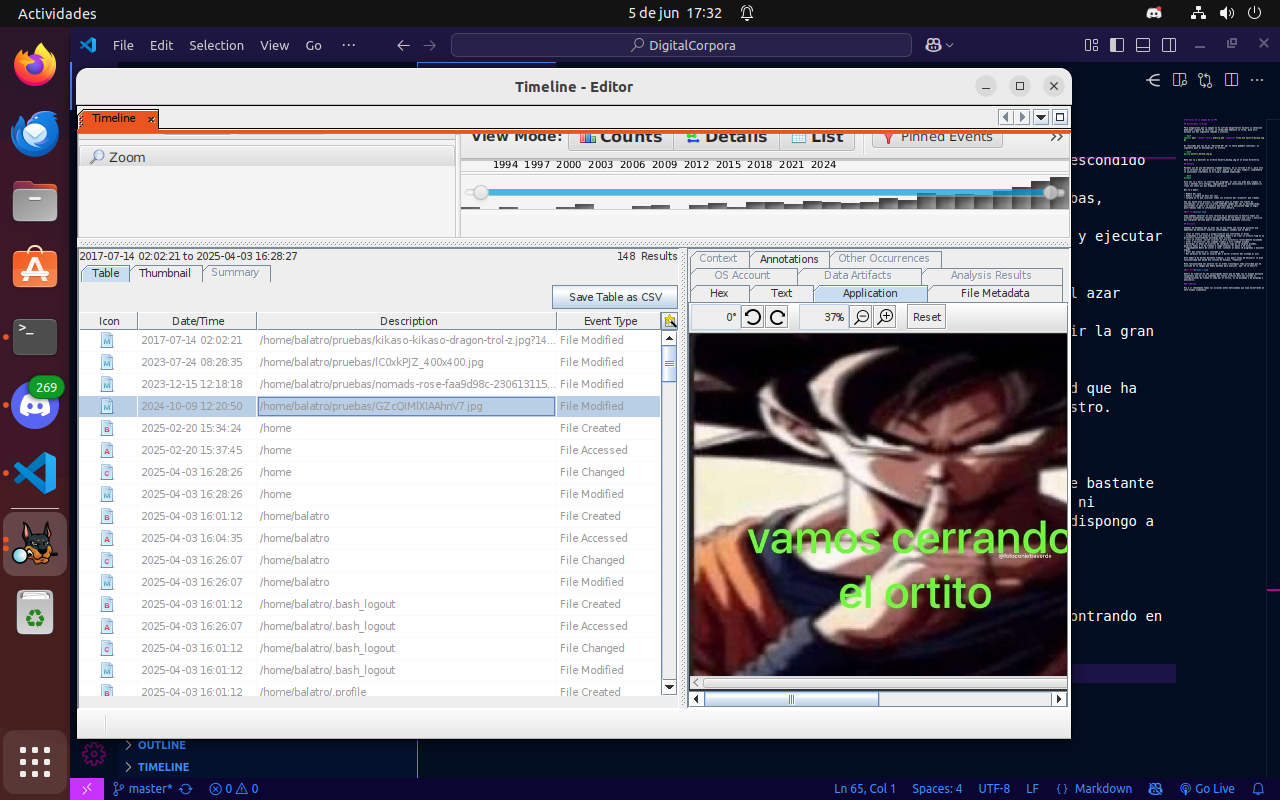 Actividades
5 de jun 17:32
File Edit Selection View Go ···
DigitalCorpora
Timeline - Editor
Timeline
Zoom
View Mode: Counts Details List Pinned Events
1994 1997 2000 2003 2006 2009 2012 2015 2018 2021 2024
2017-07-14 02:02:21 to 2025-04-03 16:28:27
148 Results
Table Thumbnail Summary
Save Table as CSV
Icon Date/Time Description Event Type
2017-07-14 02:02:21 /home/balatro/pruebas/kikaso-kikaso-dragon-trol-z.jpg?14... File Modified
2023-07-24 08:28:35 /home/balatro/pruebas/lC0xkPJZ_400x400.jpg File Modified
2023-12-15 12:18:18 /home/balatro/pruebas/nomads-rose-faa9d98c-230613115... File Modified
2024-10-09 12:20:50 /home/balatro/pruebas/GZcQIMlXIAAhnV7.jpg File Modified
2025-02-20 15:34:24 /home File Created
2025-02-20 15:37:45 /home File Accessed
2025-04-03 16:28:26 /home File Changed
2025-04-03 16:28:26 /home File Modified
2025-04-03 16:01:12 /home/balatro File Created
2025-04-03 16:04:35 /home/balatro File Accessed
2025-04-03 16:26:07 /home/balatro File Changed
2025-04-03 16:26:07 /home/balatro File Modified
2025-04-03 16:01:12 /home/balatro/.bash_logout File Created
2025-04-03 16:26:07 /home/balatro/.bash_logout File Accessed
2025-04-03 16:01:12 /home/balatro/.bash_logout File Changed
2025-04-03 16:01:12 /home/balatro/.bash_logout File Modified
2025-04-03 16:01:12 /home/balatro/.profile File Created
Context Annotations Other Occurrences
OS Account Data Artifacts Analysis Results
Hex Text Application File Metadata
0° 37% Reset
vamos cerrando
@fotoconletraverde
el ortito
escondido
bas,
y ejecutar
l azar
ir la gran
d que ha
stro.
e bastante
ni
dispongo a
ontrando en
269
OUTLINE
TIMELINE
master* 0 0
Ln 65, Col 1 Spaces: 4 UTF-8 LF Markdown Go Live